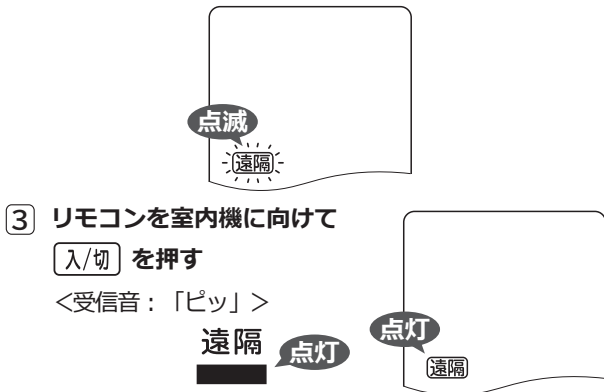 点滅
遠隔
3 リモコンを室内機に向けて
入/切 を押す
<受信音:「ピッ」>
遠隔 点灯
点灯
遠隔